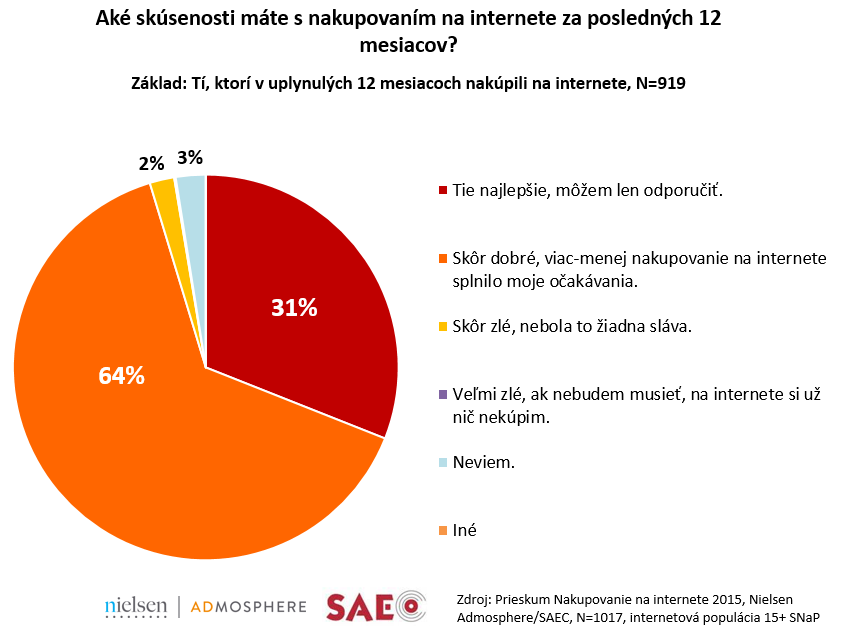 Aké skúsenosti máte s nakupovaním na internete za posledných 12
mesiacov?
Základ: Tí, ktorí v uplynulých 12 mesiacoch nakúpili na internete, N=919
2%
3%
31%
64%
Tie najlepšie, môžem len odporučiť.
Skôr dobré, viac-menej nakupovanie na internete
splnilo moje očakávania.
Skôr zlé, nebola to žiadna sláva.
Veľmi zlé, ak nebudem musieť, na internete si už
nič nekúpim.
Neviem.
Iné
nielsen
ADMOSPHERE
SAEC
Zdroj: Prieskum Nakupovanie na internete 2015, Nielsen
Admosphere/SAEC, N=1017, internetová populácia 15+ SNaP